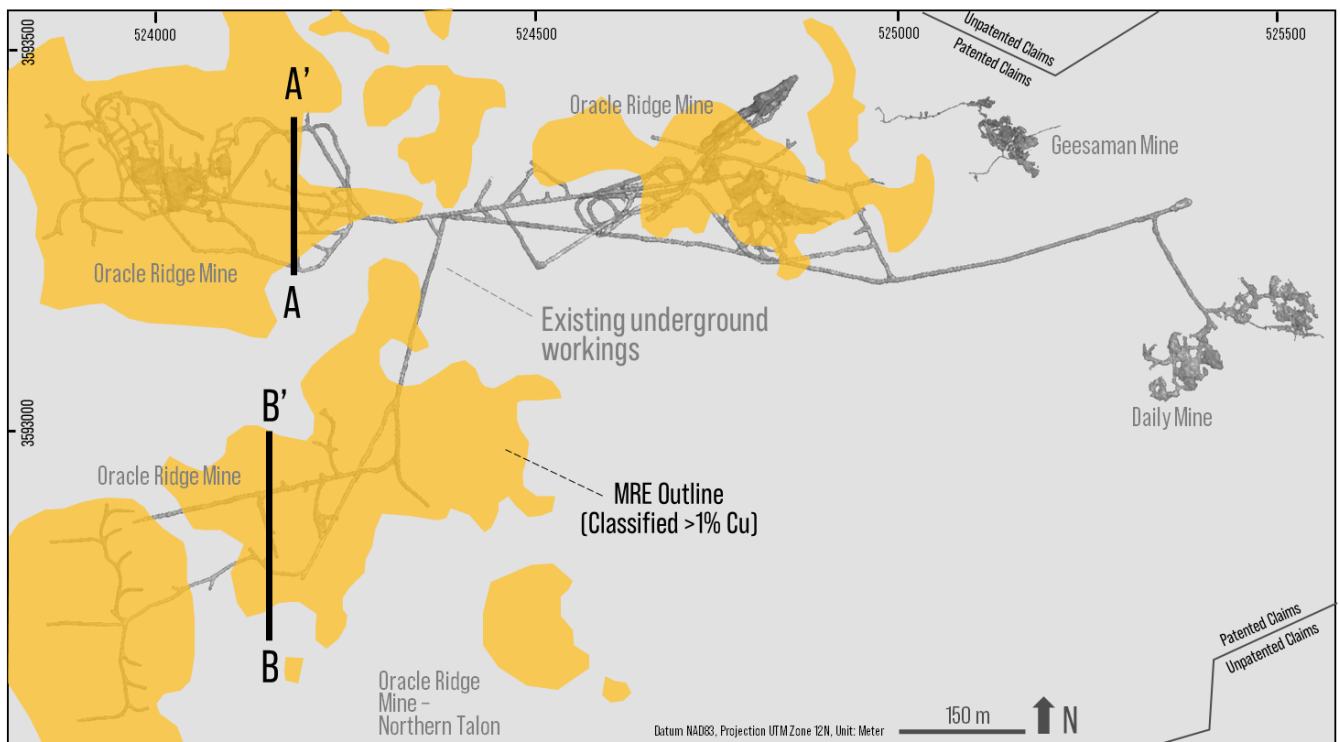 524000
524500
525000
525500
3593500
3593000
Unpatented Claims
Patented Claims
A’
Oracle Ridge Mine
Geesaman Mine
Oracle Ridge Mine
A
Existing underground
workings
B’
Daily Mine
Oracle Ridge Mine
MRE Outline
(Classified >1% Cu)
Patented Claims
Unpatented Claims
B
Oracle Ridge
Mine –
Northern Talon
Datum NAD83, Projection UTM Zone 12N, Unit: Meter
150 m
N